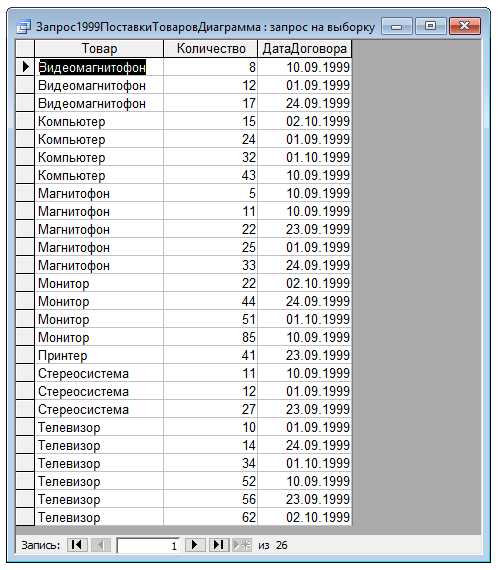 Запрос1999ПоставкиТоваровДиаграмма : запрос на выборку
Товар Количество ДатаДоговора
Видеомагнитофон 8 10.09.1999
Видеомагнитофон 12 01.09.1999
Видеомагнитофон 17 24.09.1999
Компьютер 15 02.10.1999
Компьютер 24 01.09.1999
Компьютер 32 01.10.1999
Компьютер 43 10.09.1999
Магнитофон 5 10.09.1999
Магнитофон 11 10.09.1999
Магнитофон 22 23.09.1999
Магнитофон 25 01.09.1999
Магнитофон 33 24.09.1999
Монитор 22 02.10.1999
Монитор 44 24.09.1999
Монитор 51 01.10.1999
Монитор 85 10.09.1999
Принтер 41 23.09.1999
Стереосистема 11 10.09.1999
Стереосистема 12 01.09.1999
Стереосистема 27 23.09.1999
Телевизор 10 01.09.1999
Телевизор 14 24.09.1999
Телевизор 34 01.10.1999
Телевизор 52 10.09.1999
Телевизор 56 23.09.1999
Телевизор 62 02.10.1999
Запись: 1 из 26